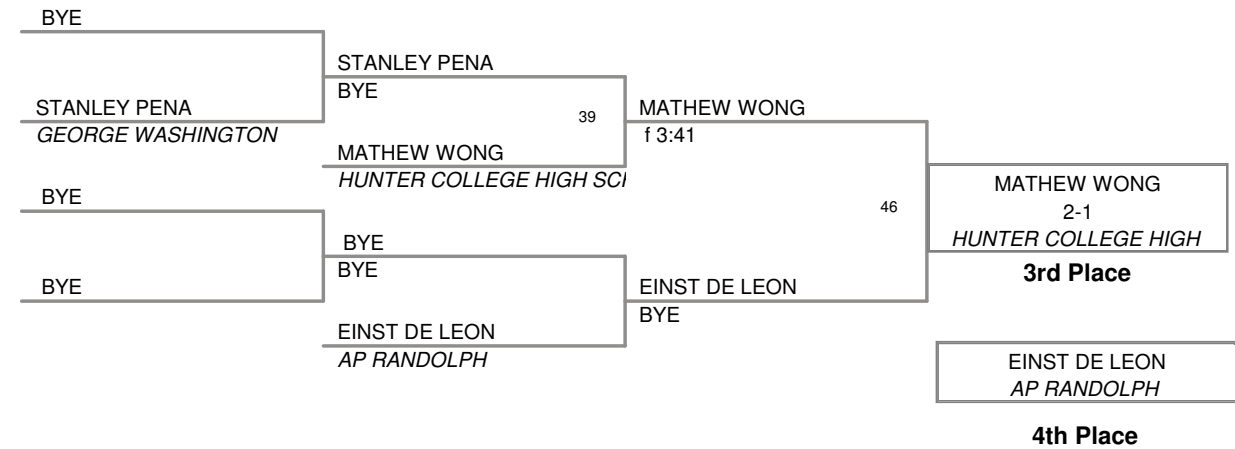 BYE
STANLEY PENA
BYE
STANLEY PENA
GEORGE WASHINGTON
39
MATHEW WONG
f 3:41
MATHEW WONG
HUNTER COLLEGE HIGH SCH
MATHEW WONG
2-1
HUNTER COLLEGE HIGH
3rd Place
BYE
46
BYE
BYE
BYE
EINST DE LEON
BYE
EINST DE LEON
AP RANDOLPH
EINST DE LEON
AP RANDOLPH
4th Place